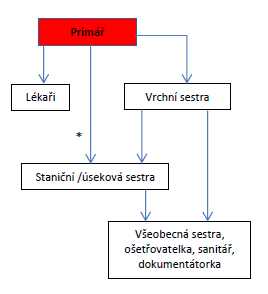 Primář
Lékaři
Vrchní sestra
*
Staniční /úseková sestra
Všeobecná sestra,
ošetřovatelka, sanitář,
dokumentátorka